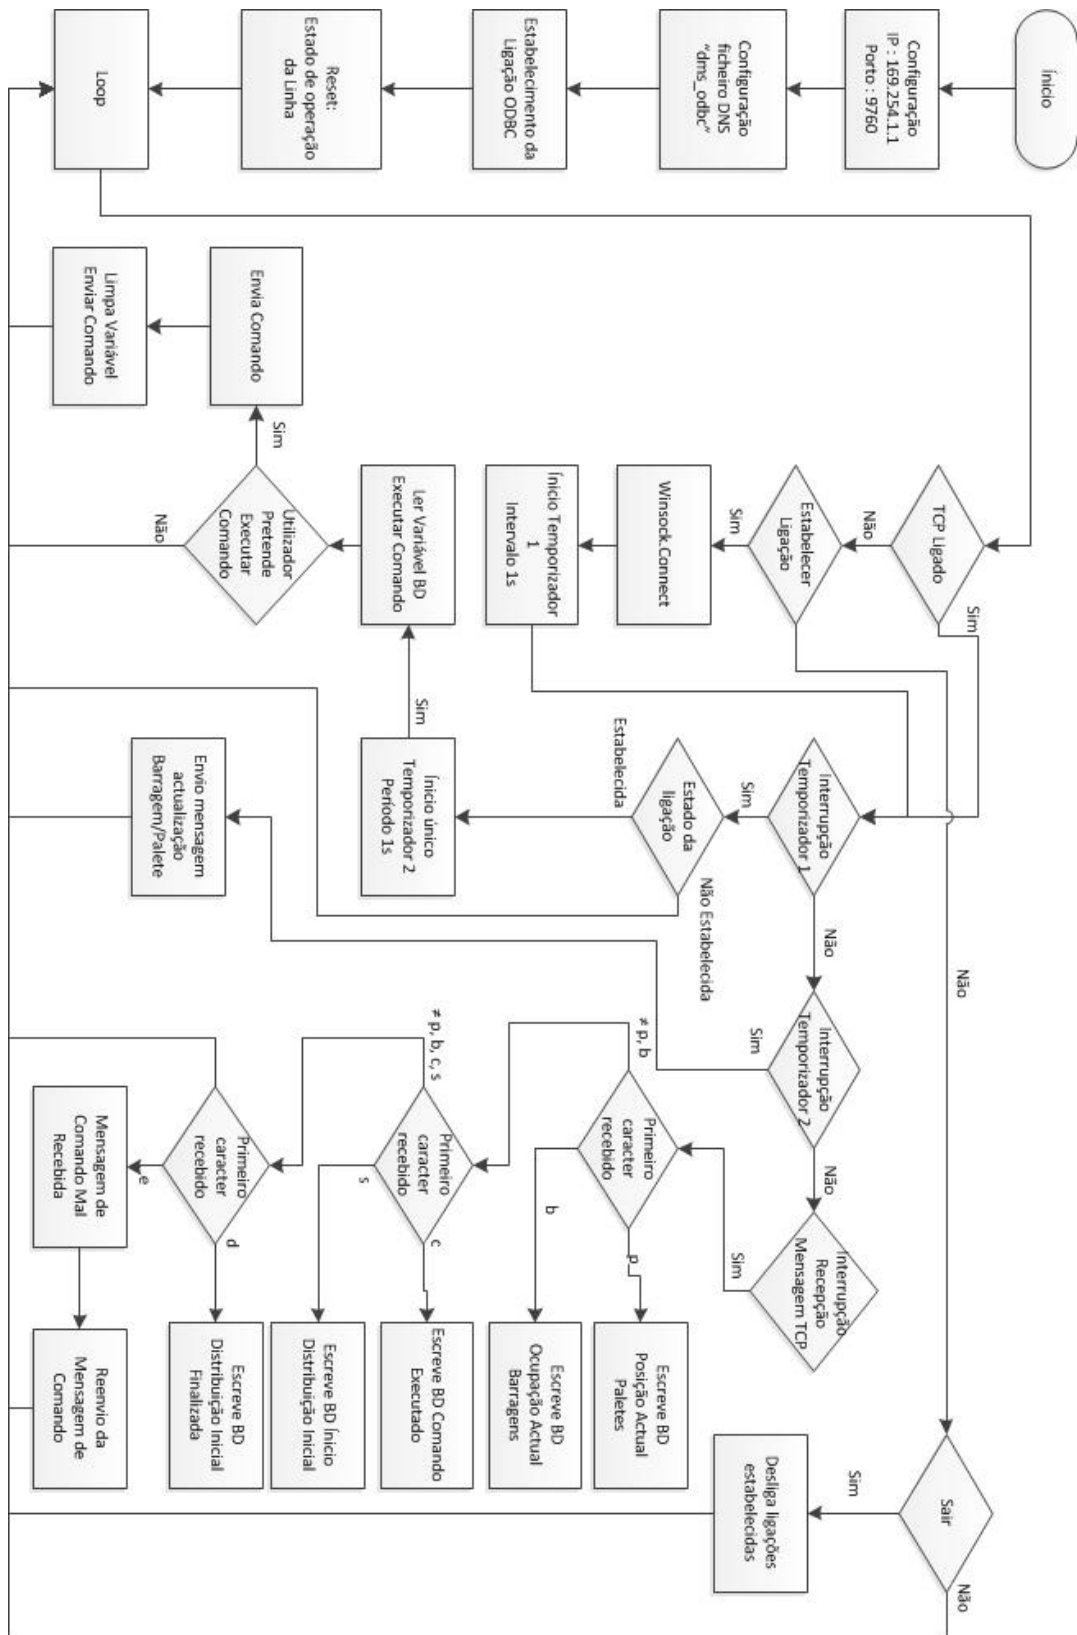 Ínicio
Configuração
IP : 169.254.1.1
Porto : 9760
Configuração
ficheiro DNS
“dms_odbc”
Estabelecimento da
Ligação ODBC
Reset:
Estado de operação
da Linha
Loop
TCP Ligado
Sim
Não
Estabelecer
Ligação
Sim
Não
Winsock.Connect
Ínicio Temporizador
1
Intervalo 1s
Ler Variável BD
Executar Comando
Utilizador
Pretende
Executar
Comando
Sim
Não
Envia Comando
Limpa Variável
Enviar Comando
Interrupção
Temporizador 1
Sim
Não
Estado da
ligação
Estabelecida
Não Estabelecida
Ínicio único
Temporizador 2
Período 1s
Sim
Envio mensagem
actualização
Barragem/Palete
Interrupção
Temporizador 2
Sim
Não
Interrupção
Recepção
Mensagem TCP
Sim
Primeiro
caracter
recebido
≠ p, b
p
b
Escreve BD
Posição Actual
Paletes
Escreve BD
Ocupação Actual
Barragens
Primeiro
caracter
recebido
≠ p, b, c, s
c
s
Escreve BD Comando
Executado
Escreve BD Ínicio
Distribuição Inicial
Primeiro
caracter
recebido
d
e
Escreve BD
Distribuição Inicial
Finalizada
Mensagem de
Comando Mal
Recebida
Reenvio da
Mensagem de
Comando
Sair
Sim
Não
Desliga ligações
estabelecidas